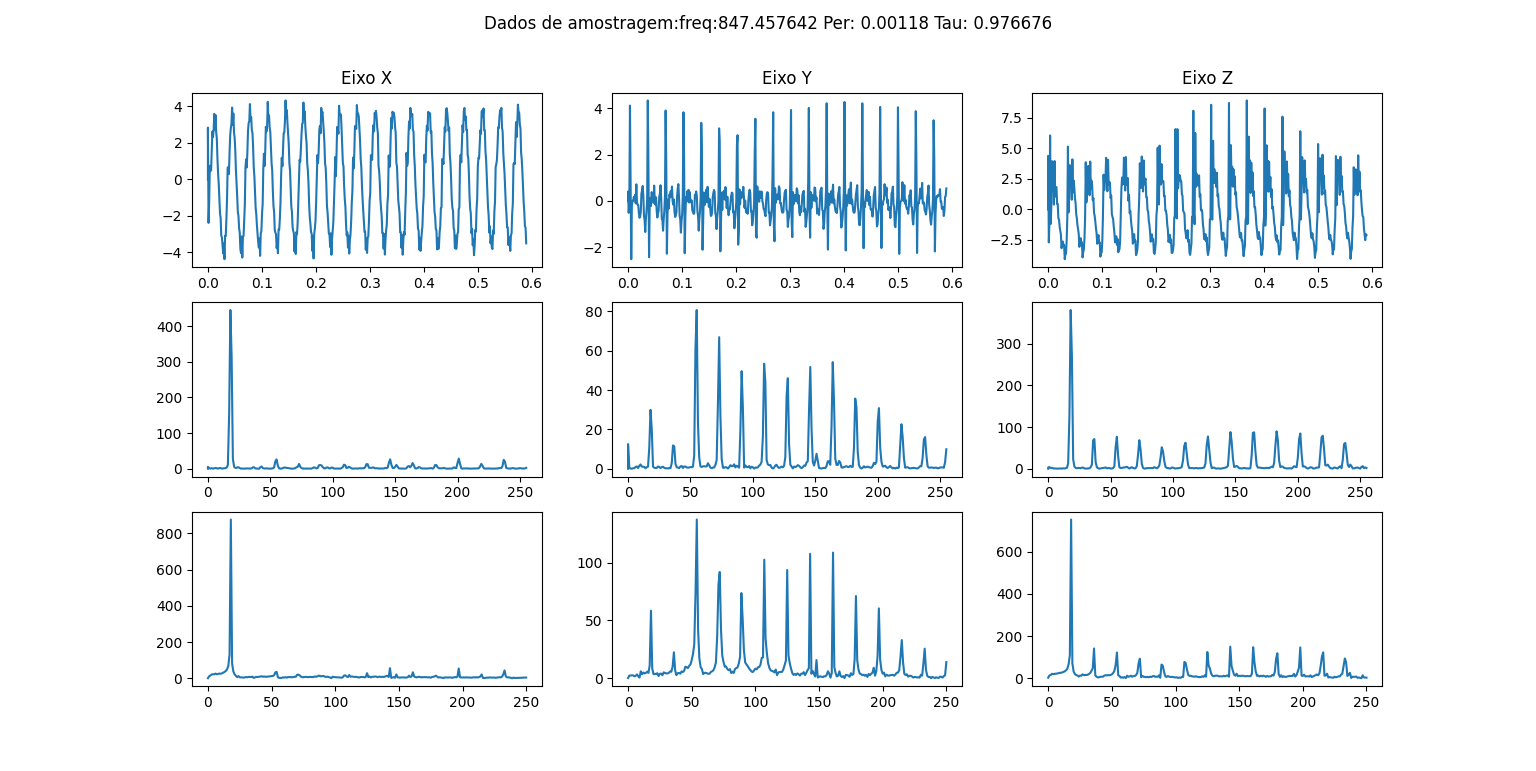 Dados de amostragem:freq:847.457642 Per: 0.00118 Tau: 0.976676
Eixo X Eixo Y Eixo Z
4 2 0 −2 −4
0.0 0.1 0.2 0.3 0.4 0.5 0.6
4 2 0 −2
0.0 0.1 0.2 0.3 0.4 0.5 0.6
7.5 5.0 2.5 0.0 −2.5
0.0 0.1 0.2 0.3 0.4 0.5 0.6
400 300 200 100 0
0 50 100 150 200 250
80 60 40 20 0
0 50 100 150 200 250
300 200 100 0
0 50 100 150 200 250
800 600 400 200 0
0 50 100 150 200 250
100 50 0
0 50 100 150 200 250
600 400 200 0
0 50 100 150 200 250